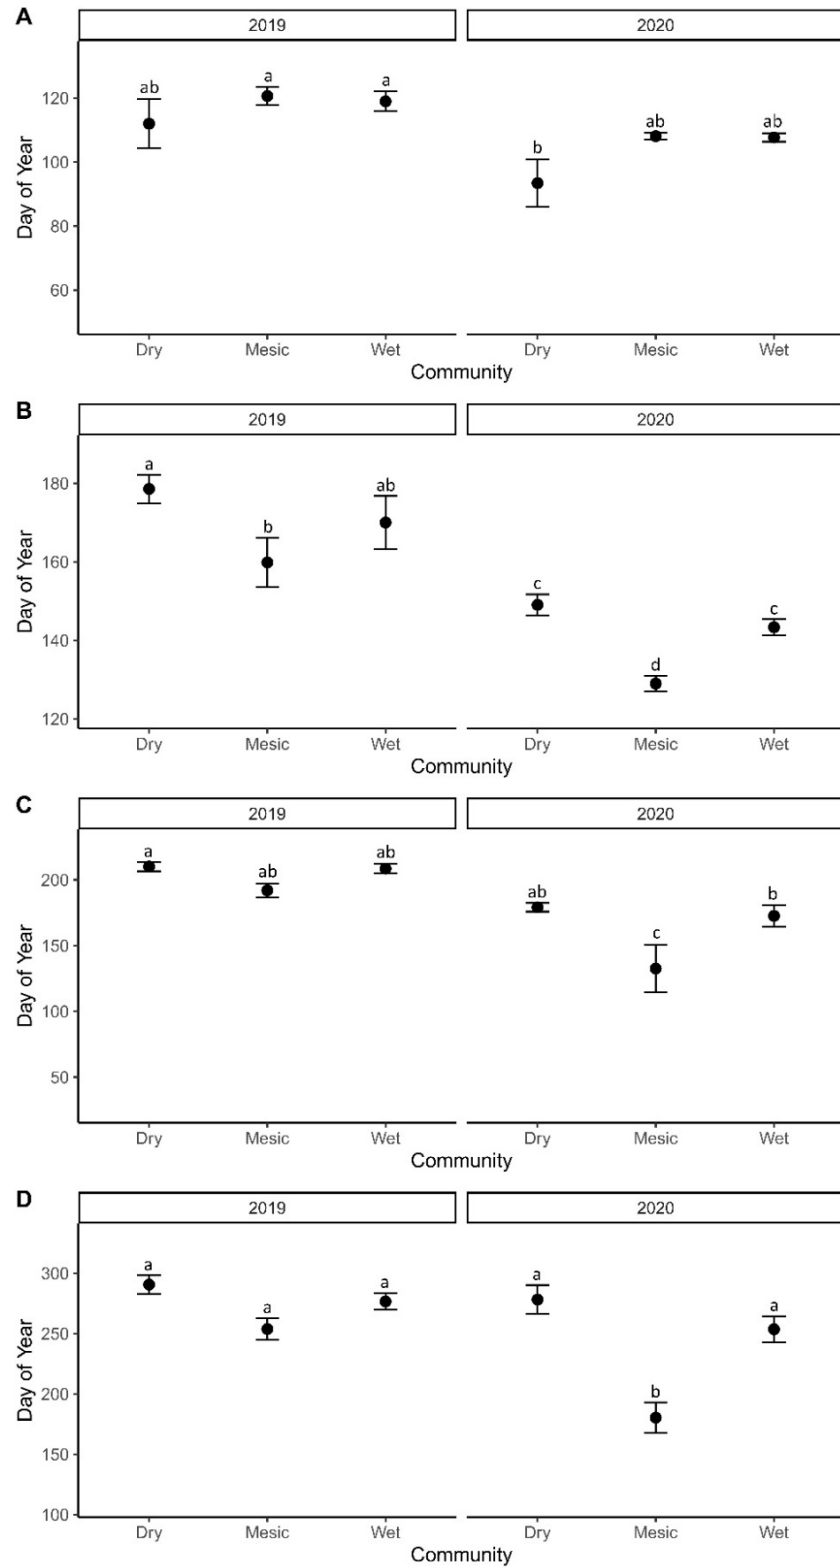 A
2019 2020
ab a a b ab ab
Day of Year
120
100
80
60
Dry Mesic Wet Dry Mesic Wet
Community
B
2019 2020
a b ab c d c
Day of Year
180
160
140
120
Dry Mesic Wet Dry Mesic Wet
Community
C
2019 2020
a ab ab ab c b
Day of Year
200
150
100
50
Dry Mesic Wet Dry Mesic Wet
Community
D
2019 2020
a a a a b a
Day of Year
300
250
200
150
100
Dry Mesic Wet Dry Mesic Wet
Community